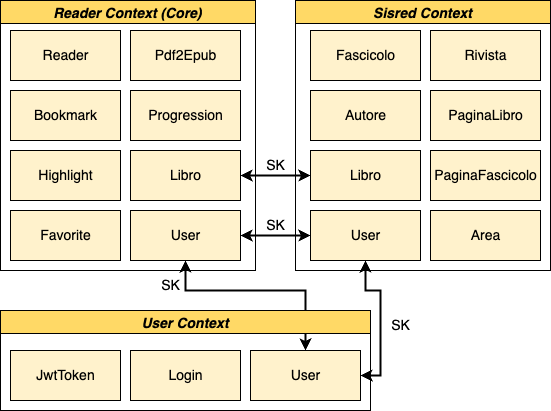 Reader Context (Core)
Reader
Pdf2Epub
Bookmark
Progression
Highlight
Libro
Favorite
User
Sisred Context
Fascicolo
Rivista
Autore
PaginaLibro
Libro
PaginaFascicolo
User
Area
SK
SK
SK
SK
User Context
JwtToken
Login
User